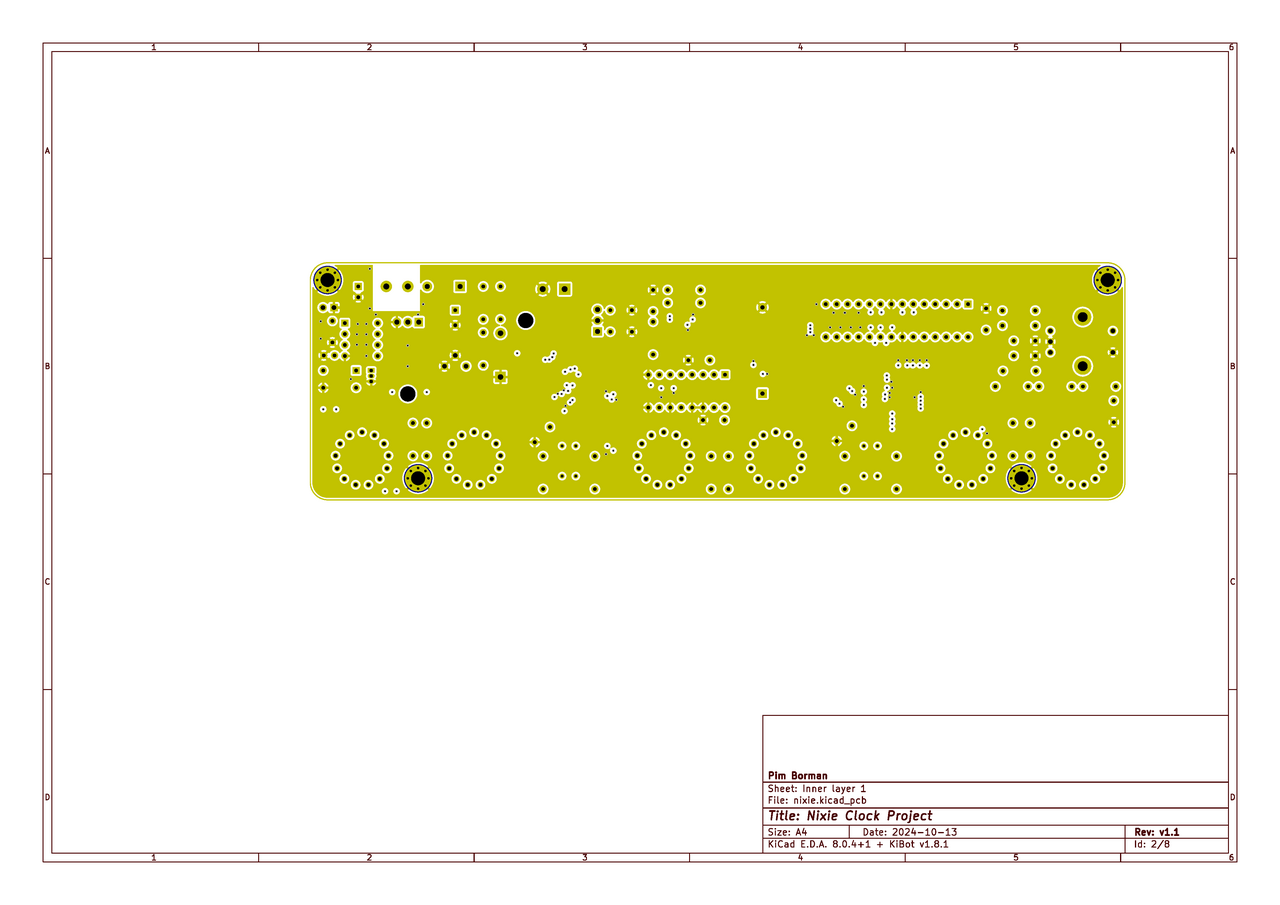 1 2 3 4 5 6
A A
B B
C C
D D
Pim Borman
Sheet: Inner layer 1
File: nixie.kicad_pcb
Title: Nixie Clock Project
Size: A4 Date: 2024-10-13 Rev: v1.1
KiCad E.D.A. 8.0.4+1 + KiBot v1.8.1 Id: 2/8
1 2 3 4 5 6